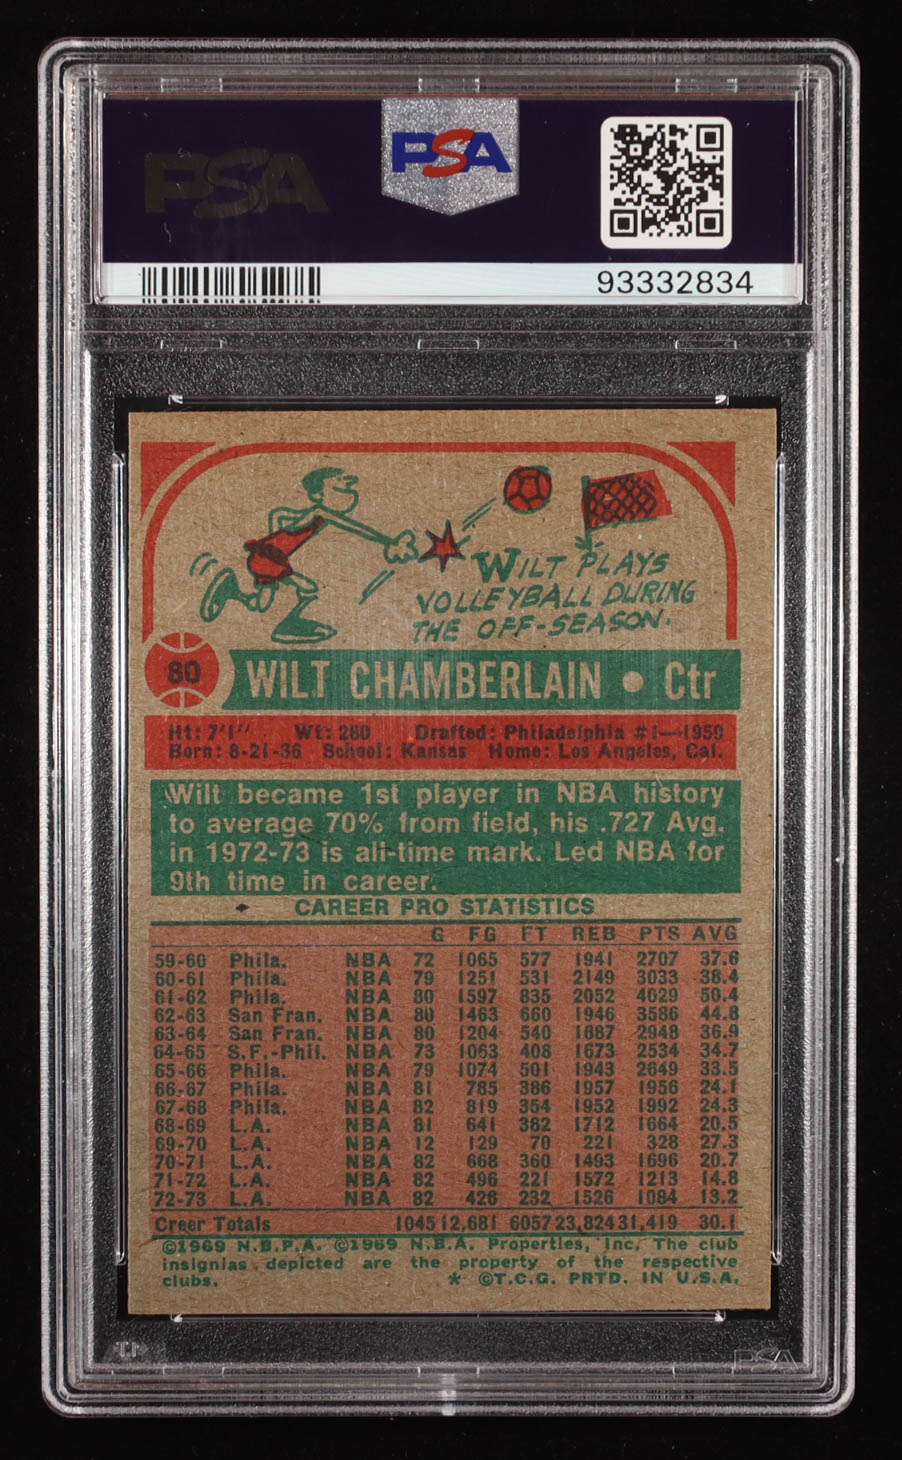 PSA
PSA
93332834
WILT PLAYS
VOLLEYBALL DURING
THE OFF-SEASON.
80
WILT CHAMBERLAIN • Ctr
Ht: 7'1'' Wt: 280 Drafted: Philadelphia #1—1959
Born: 8-21-36 School: Kansas Home: Los Angeles, Cal.
Wilt became 1st player in NBA history
to average 70% from field, his .727 Avg.
in 1972-73 is all-time mark. Led NBA for
9th time in career.
CAREER PRO STATISTICS
G FG FT REB PTS AVG
59-60 Phila. NBA 72 1065 577 1941 2707 37.6
60-61 Phila. NBA 79 1251 531 2149 3033 38.4
61-62 Phila. NBA 80 1597 835 2052 4029 50.4
62-63 San Fran. NBA 80 1463 660 1946 3586 44.8
63-64 San Fran. NBA 80 1204 540 1887 2948 36.9
64-65 S.F.-Phil. NBA 73 1063 408 1673 2534 34.7
65-66 Phila. NBA 79 1074 501 1943 2649 33.5
66-67 Phila. NBA 81 785 386 1957 1956 24.1
67-68 Phila. NBA 82 819 354 1952 1992 24.3
68-69 L.A. NBA 81 641 382 1712 1664 20.5
69-70 L.A. NBA 12 129 70 221 328 27.3
70-71 L.A. NBA 82 668 360 1493 1696 20.7
71-72 L.A. NBA 82 496 221 1572 1213 14.8
72-73 L.A. NBA 82 426 232 1526 1084 13.2
Creer Totals 1045 12,681 6057 23,824 31,419 30.1
©1969 N.B.P.A. ©1969 N.B.A. Properties, Inc. The club
insignias depicted are the property of the respective
clubs. * ©T.C.G. PRTD. IN U.S.A.
PSA